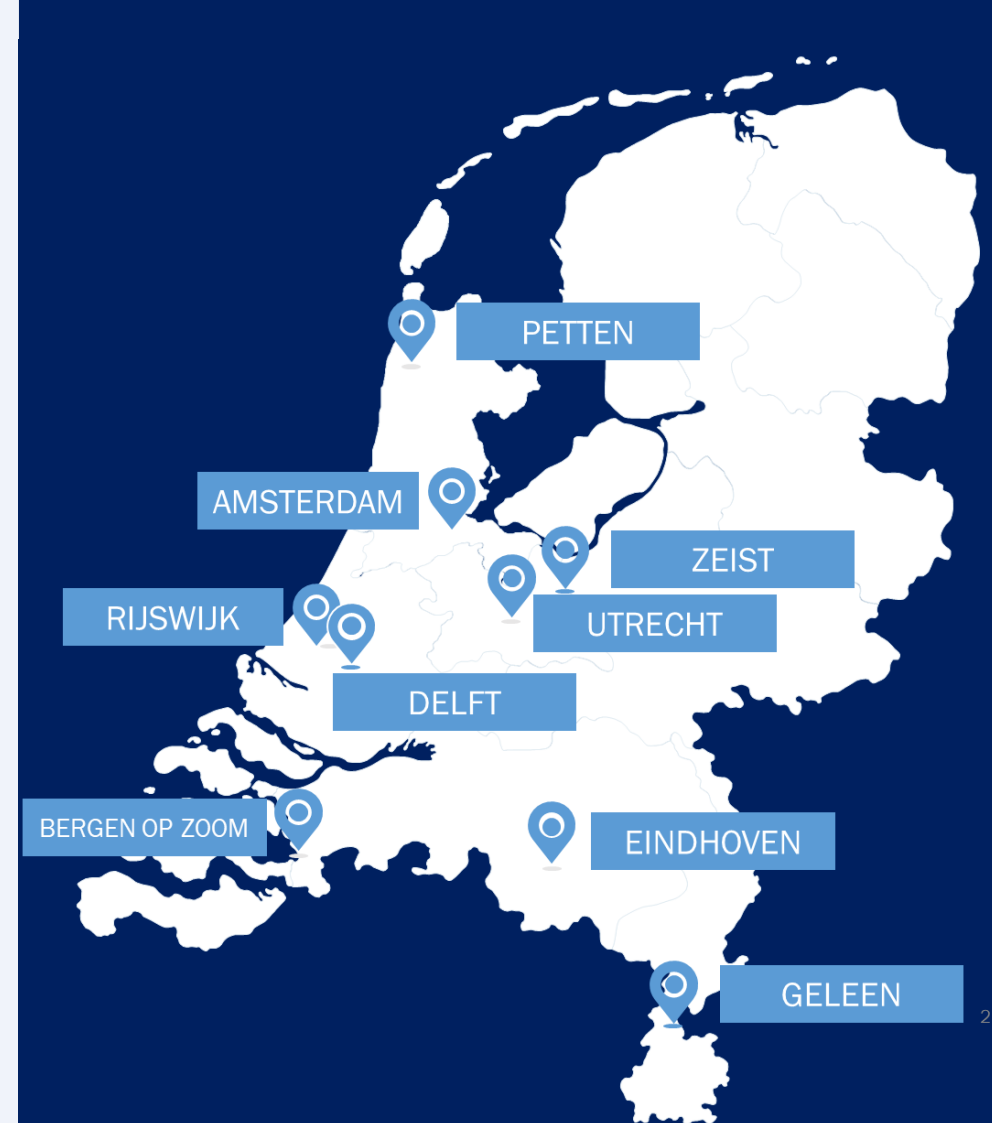 PETTEN
AMSTERDAM
ZEIST
RIJSWIJK
UTRECHT
DELFT
BERGEN OP ZOOM
EINDHOVEN
GELEEN
2